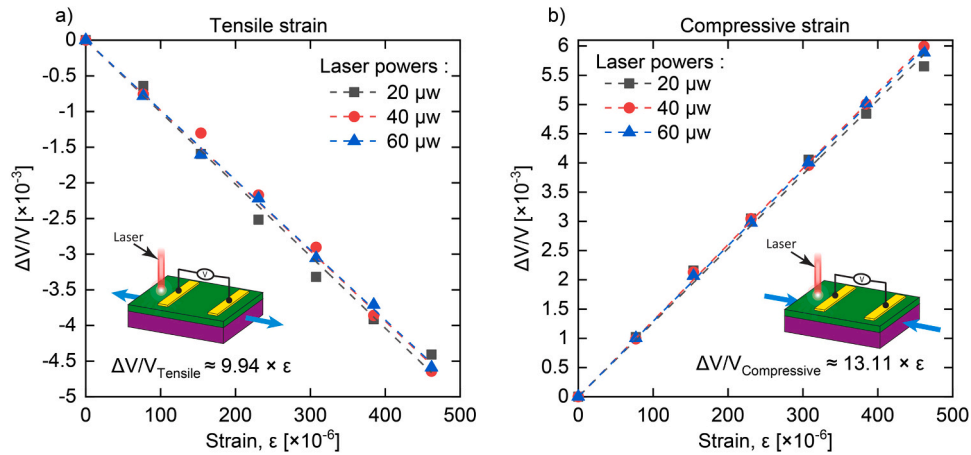 a)
Tensile strain
0
-0.5
-1
-1.5
-2
-2.5
-3
-3.5
-4
-4.5
-5
ΔV/V [×10⁻³]
Laser powers :
20 µw
40 µw
60 µw
Laser
V
ΔV/V_Tensile ≈ 9.94 × ε
0 100 200 300 400 500
Strain, ε [×10⁻⁶]
b)
Compressive strain
6
5.5
5
4.5
4
3.5
3
2.5
2
1.5
1
0.5
0
ΔV/V [×10⁻³]
Laser powers :
20 µw
40 µw
60 µw
Laser
V
ΔV/V_Compressive ≈ 13.11 × ε
0 100 200 300 400 500
Strain, ε [×10⁻⁶]